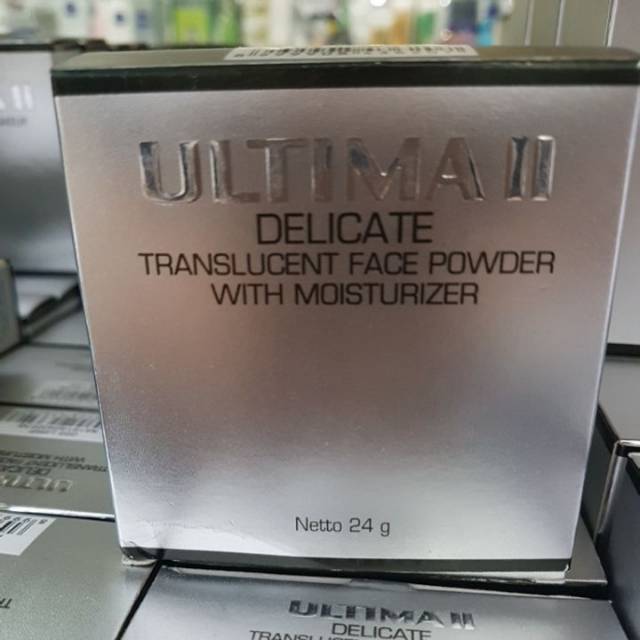 ULTIMA II
DELICATE
TRANSLUCENT FACE POWDER
WITH MOISTURIZER
Netto 24 g
ULTIMA II
DELICATE